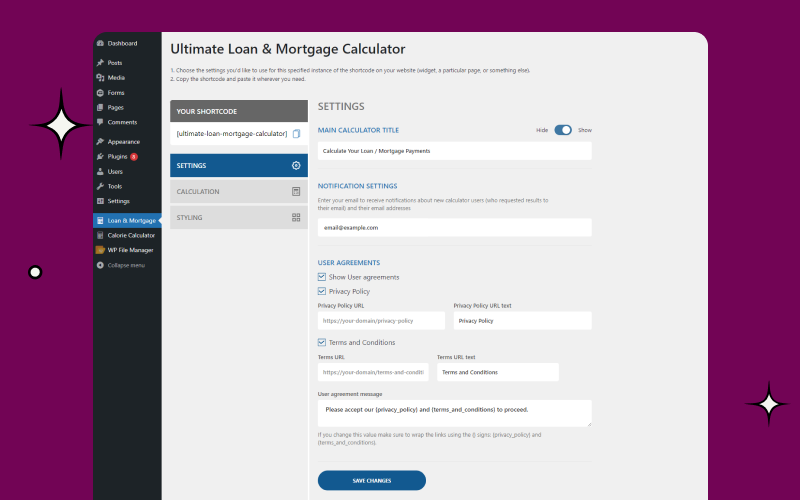 Dashboard
Posts
Media
Forms
Pages
Comments
Appearance
Plugins
Users
Tools
Settings
Loan & Mortgage
Calorie Calculator
WP File Manager
Collapse menu
Ultimate Loan & Mortgage Calculator
1. Choose the settings you'd like to use for this specified instance of the shortcode on your website (widget, a particular page, or something else).
2. Copy the shortcode and paste it wherever you need.
YOUR SHORTCODE
[ultimate-loan-mortgage-calculator]
SETTINGS
CALCULATION
STYLING
SETTINGS
MAIN CALCULATOR TITLE
Hide Show
Calculate Your Loan / Mortgage Payments
NOTIFICATION SETTINGS
Enter your email to receive notifications about new calculator users (who requested results to
their email) and their email addresses
email@example.com
USER AGREEMENTS
Show User agreements
Privacy Policy
Privacy Policy URL Privacy Policy URL text
https://your-domain/privacy-policy Privacy Policy
Terms and Conditions
Terms URL Terms URL text
https://your-domain/terms-and-conditi Terms and Conditions
User agreement message
Please accept our {privacy_policy} and {terms_and_conditions} to proceed.
If you change this value make sure to wrap the links using the {} signs: {privacy_policy} and
{terms_and_conditions}.
SAVE CHANGES